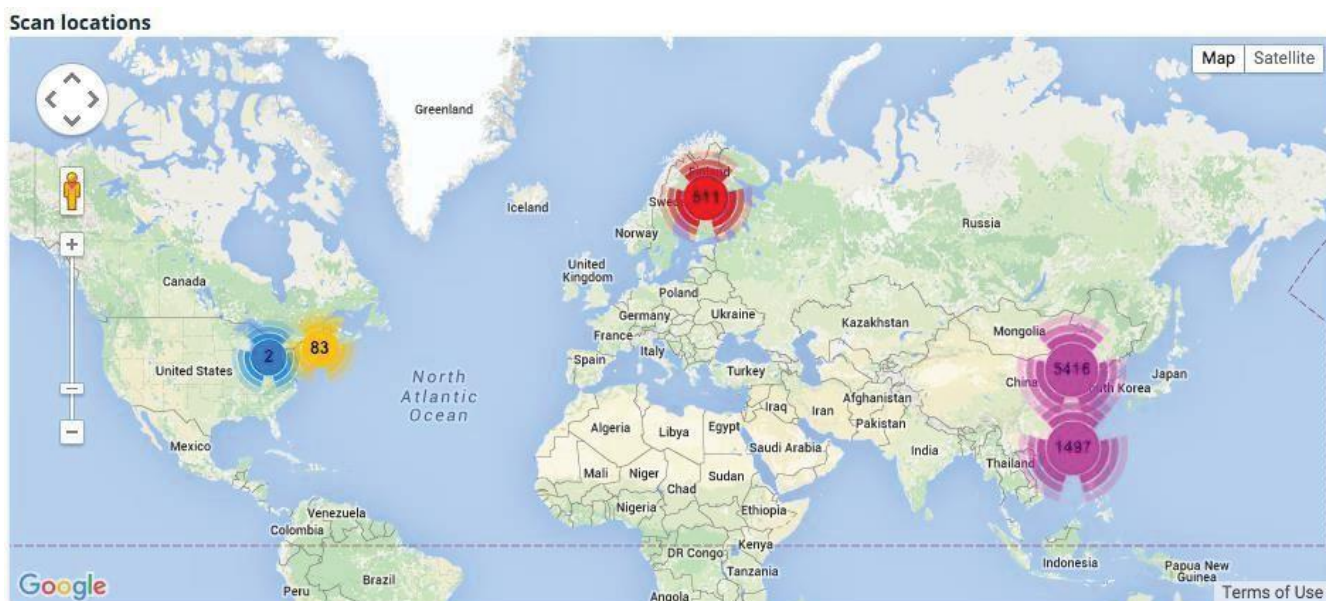 Scan locations
Map Satellite
Greenland
Finland
511
Iceland
Russia
Norway
Canada
United
Kingdom
Poland
Germany
Ukraine
Kazakhstan
Mongolia
France
83
2
United States
Spain
Italy
Turkey
5416
China
Japan
North
Atlantic
Ocean
Afghanistan
Iraq
Iran
Pakistan
Mexico
Algeria
Libya
Egypt
Saudi Arabia
India
1497
Thailand
Mali
Niger
Chad
Sudan
Nigeria
Ethiopia
Venezuela
Colombia
Kenya
DR Congo
Tanzania
Indonesia
Papua New
Guinea
Brazil
Peru
Angola
Google
Terms of Use